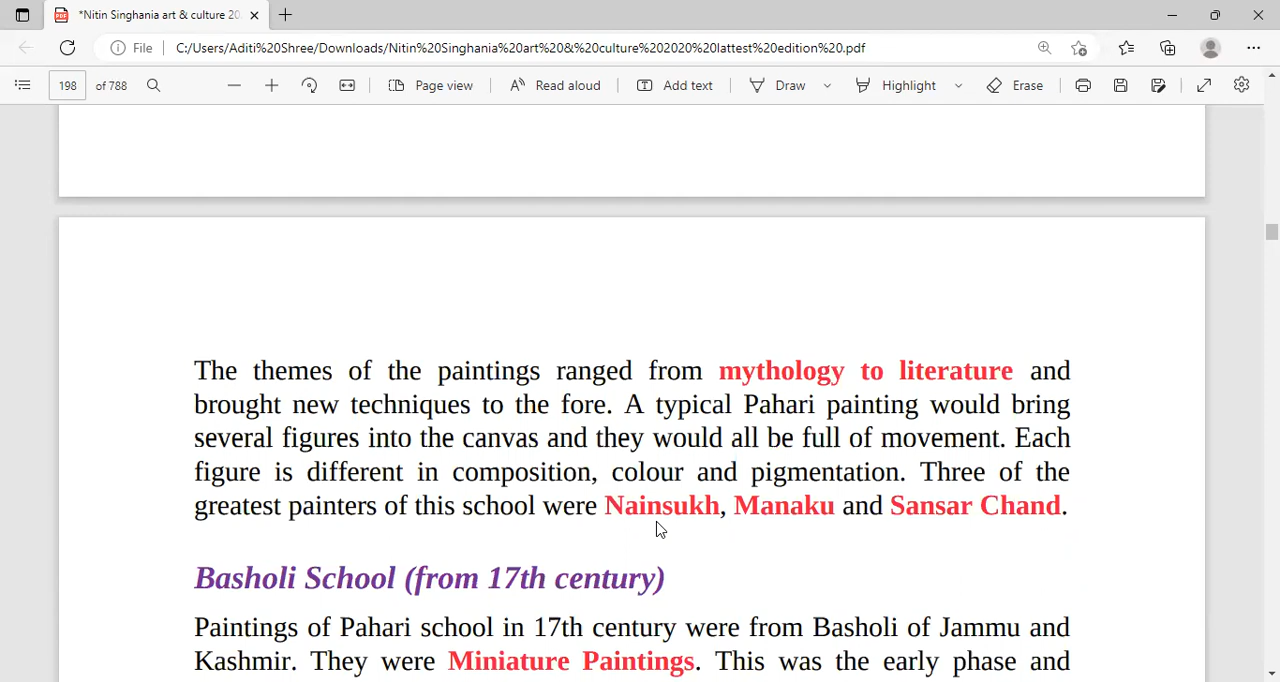 *Nitin Singhania art & culture 20
File
C:/Users/Aditi%20Shree/Downloads/Nitin%20Singhania%20art%20&%20culture%202020%20lattest%20edition%20.pdf
198 of 788
Page view
Read aloud
Add text
Draw
Highlight
Erase
The themes of the paintings ranged from mythology to literature and
brought new techniques to the fore. A typical Pahari painting would bring
several figures into the canvas and they would all be full of movement. Each
figure is different in composition, colour and pigmentation. Three of the
greatest painters of this school were Nainsukh, Manaku and Sansar Chand.
Basholi School (from 17th century)
Paintings of Pahari school in 17th century were from Basholi of Jammu and
Kashmir. They were Miniature Paintings. This was the early phase and